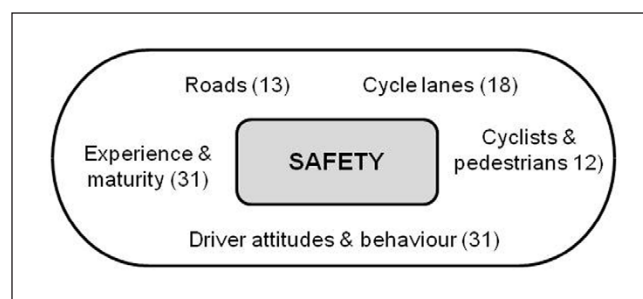 Roads (13)
Cycle lanes (18)
Experience &
maturity (31)
SAFETY
Cyclists &
pedestrians 12)
Driver attitudes & behaviour (31)